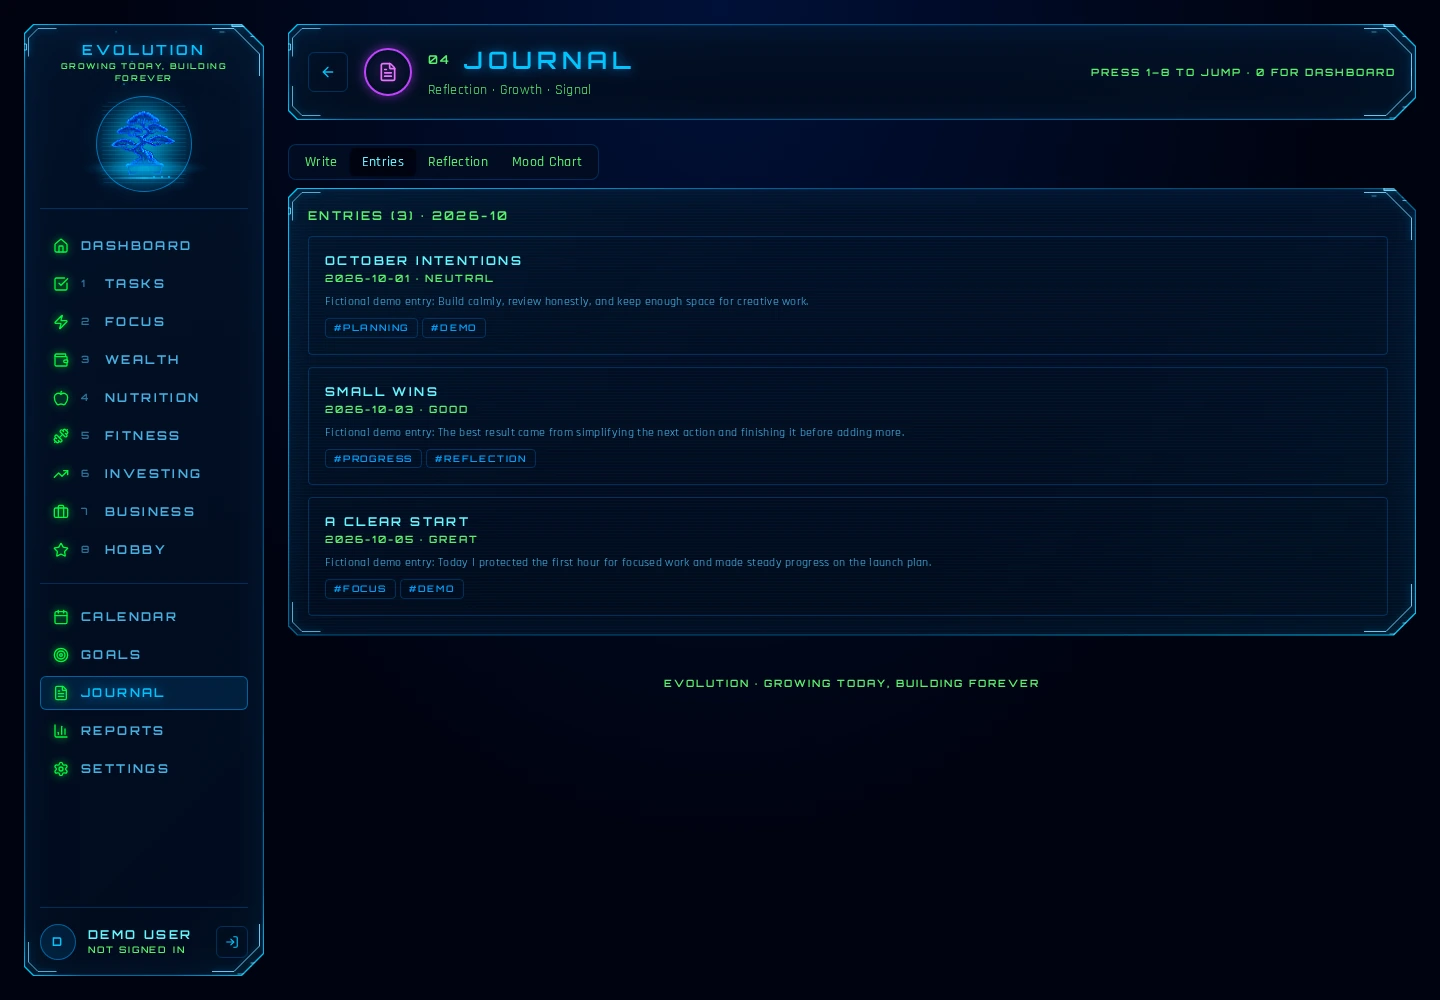 EVOLUTION
GROWING TODAY, BUILDING
FOREVER
DASHBOARD
1 TASKS
2 FOCUS
3 WEALTH
4 NUTRITION
5 FITNESS
6 INVESTING
7 BUSINESS
8 HOBBY
CALENDAR
GOALS
JOURNAL
REPORTS
SETTINGS
D
DEMO USER
NOT SIGNED IN
04 JOURNAL
Reflection · Growth · Signal
PRESS 1–8 TO JUMP · 0 FOR DASHBOARD
Write Entries Reflection Mood Chart
ENTRIES (3) · 2026-10
OCTOBER INTENTIONS
2026-10-01 · NEUTRAL
Fictional demo entry: Build calmly, review honestly, and keep enough space for creative work.
#PLANNING #DEMO
SMALL WINS
2026-10-03 · GOOD
Fictional demo entry: The best result came from simplifying the next action and finishing it before adding more.
#PROGRESS #REFLECTION
A CLEAR START
2026-10-05 · GREAT
Fictional demo entry: Today I protected the first hour for focused work and made steady progress on the launch plan.
#FOCUS #DEMO
EVOLUTION · GROWING TODAY, BUILDING FOREVER